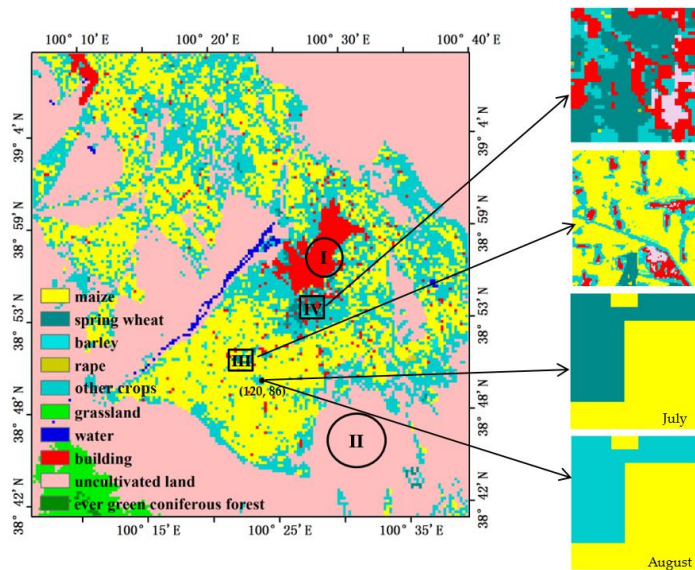 100° 10′ E
100° 20′ E
100° 30′ E
100° 40′ E
39° 4′ N
39° 4′ N
38° 59′ N
38° 59′ N
I
IV
maize
spring wheat
38° 53′ N
38° 53′ N
barley
rape
III
other crops
(120, 86)
38° 48′ N
38° 48′ N
grassland
July
water
II
building
uncultivated land
38° 42′ N
38° 42′ N
ever green coniferous forest
100° 15′ E
100° 25′ E
100° 35′ E
August